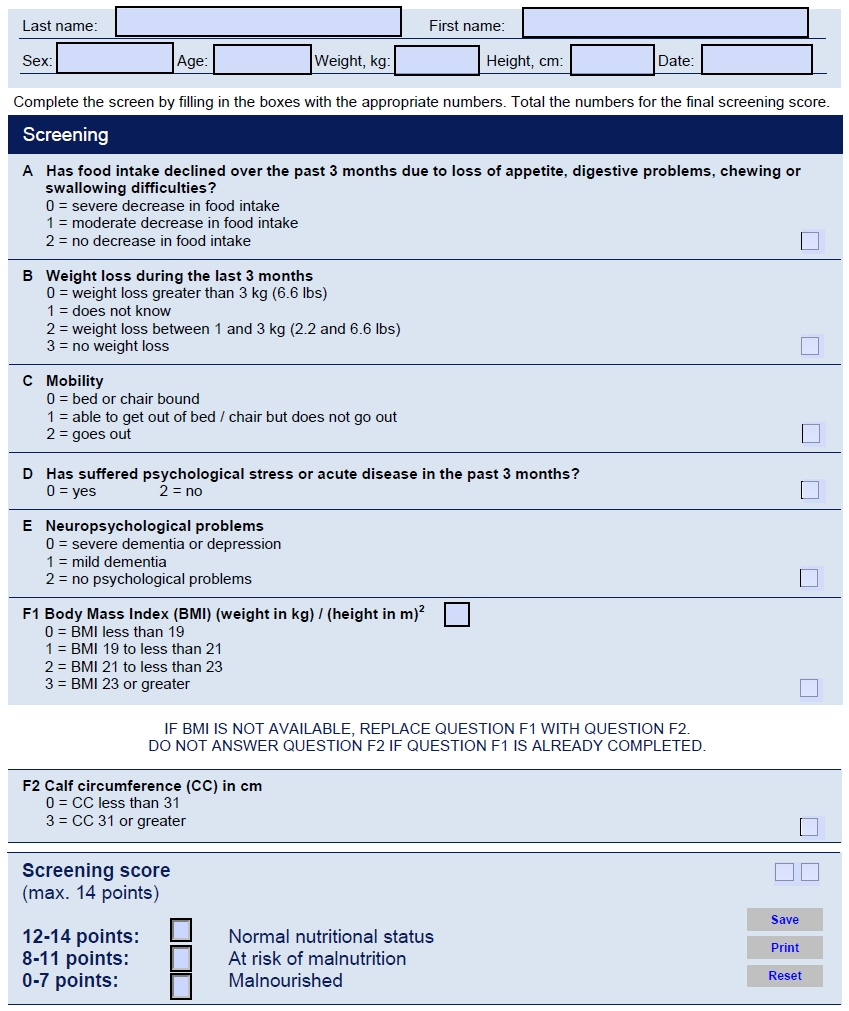 Last name: First name:
Sex: Age: Weight, kg: Height, cm: Date:
Complete the screen by filling in the boxes with the appropriate numbers. Total the numbers for the final screening score.
Screening
A Has food intake declined over the past 3 months due to loss of appetite, digestive problems, chewing or
swallowing difficulties?
0 = severe decrease in food intake
1 = moderate decrease in food intake
2 = no decrease in food intake
B Weight loss during the last 3 months
0 = weight loss greater than 3 kg (6.6 lbs)
1 = does not know
2 = weight loss between 1 and 3 kg (2.2 and 6.6 lbs)
3 = no weight loss
C Mobility
0 = bed or chair bound
1 = able to get out of bed / chair but does not go out
2 = goes out
D Has suffered psychological stress or acute disease in the past 3 months?
0 = yes 2 = no
E Neuropsychological problems
0 = severe dementia or depression
1 = mild dementia
2 = no psychological problems
F1 Body Mass Index (BMI) (weight in kg) / (height in m)²
0 = BMI less than 19
1 = BMI 19 to less than 21
2 = BMI 21 to less than 23
3 = BMI 23 or greater
IF BMI IS NOT AVAILABLE, REPLACE QUESTION F1 WITH QUESTION F2.
DO NOT ANSWER QUESTION F2 IF QUESTION F1 IS ALREADY COMPLETED.
F2 Calf circumference (CC) in cm
0 = CC less than 31
3 = CC 31 or greater
Screening score
(max. 14 points)
12-14 points: Normal nutritional status
8-11 points: At risk of malnutrition
0-7 points: Malnourished
Save
Print
Reset